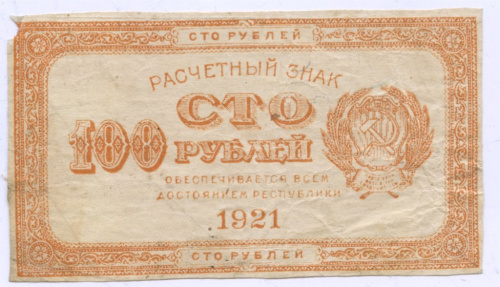 СТО РУБЛЕЙ
РАСЧЕТНЫЙ ЗНАК
СТО
100 РУБЛЕЙ
ОБЕСПЕЧИВАЕТСЯ ВСЕМ
ДОСТОЯНИЕМ РЕСПУБЛИКИ
1921
СТО РУБЛЕЙ